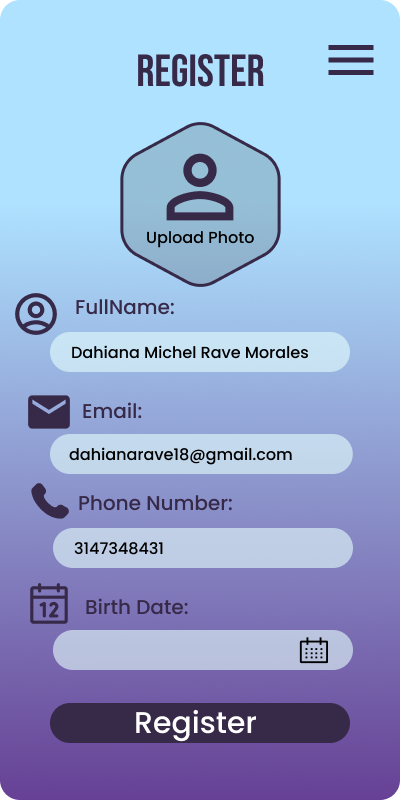 REGISTER
Upload Photo
FullName:
Dahiana Michel Rave Morales
Email:
dahianarave18@gmail.com
Phone Number:
3147348431
12
Birth Date:
Register